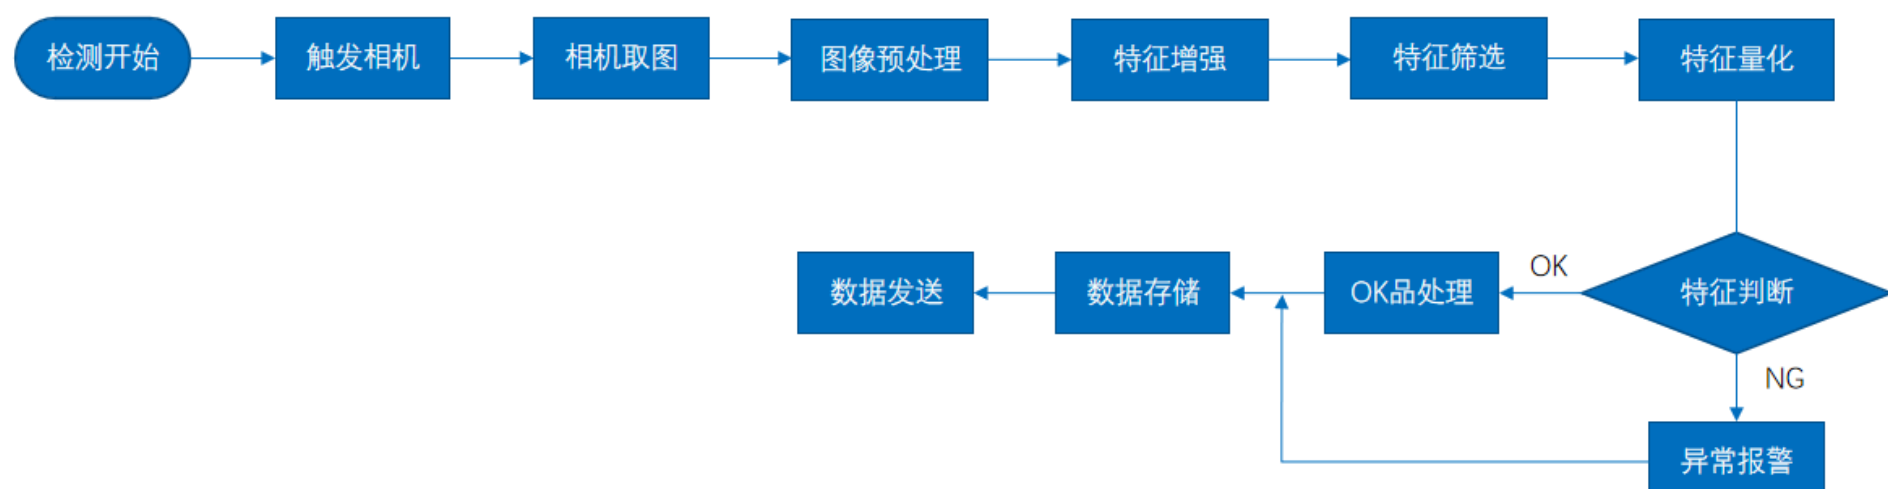 检测开始
触发相机
相机取图
图像预处理
特征增强
特征筛选
特征量化
特征判断
OK
OK品处理
数据存储
数据发送
NG
异常报警